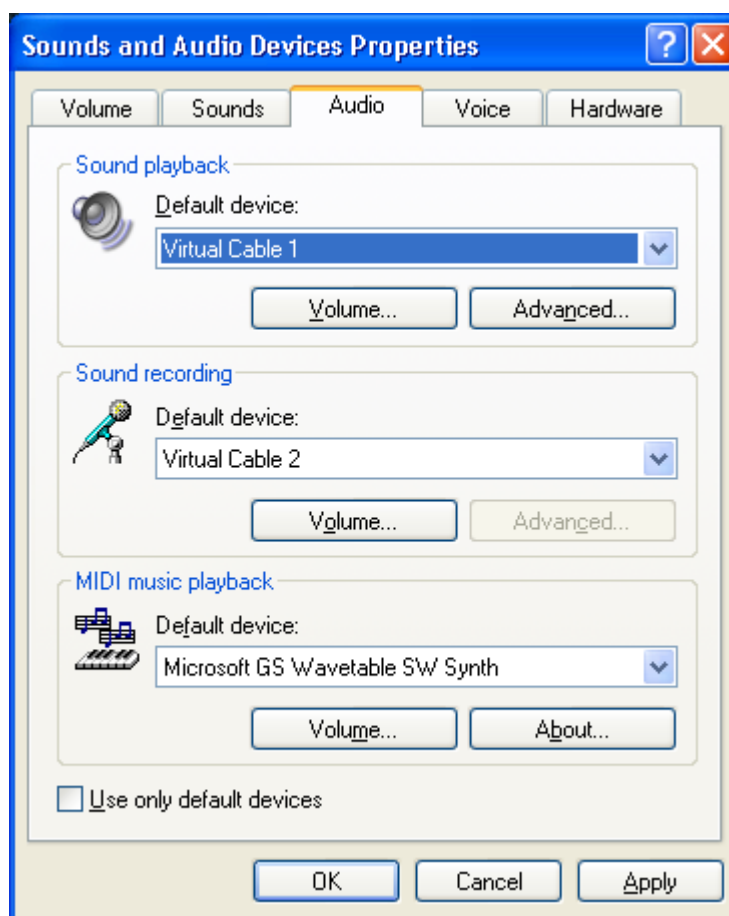 Sounds and Audio Devices Properties
Volume Sounds Audio Voice Hardware
Sound playback
Default device:
Virtual Cable 1
Volume... Advanced...
Sound recording
Default device:
Virtual Cable 2
Volume... Advanced...
MIDI music playback
Default device:
Microsoft GS Wavetable SW Synth
Volume... About...
Use only default devices
OK Cancel Apply